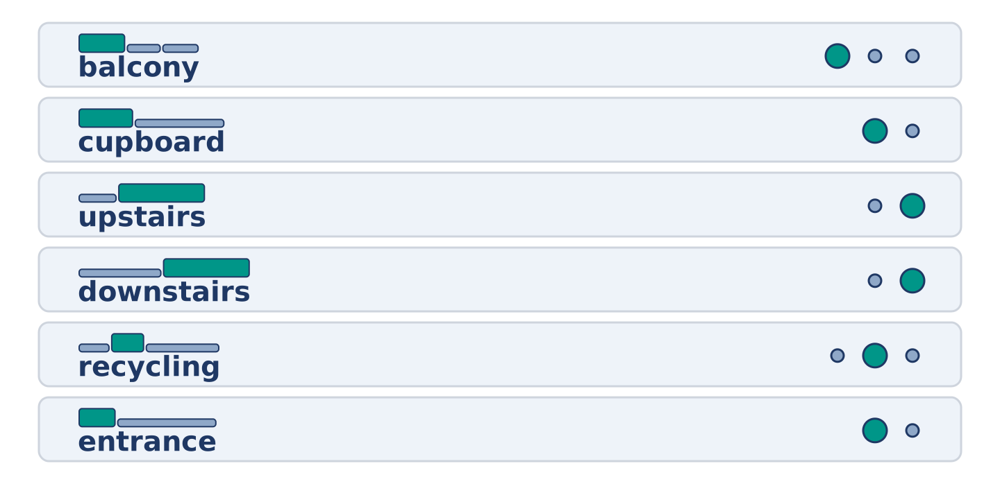 balcony
cupboard
upstairs
downstairs
recycling
entrance